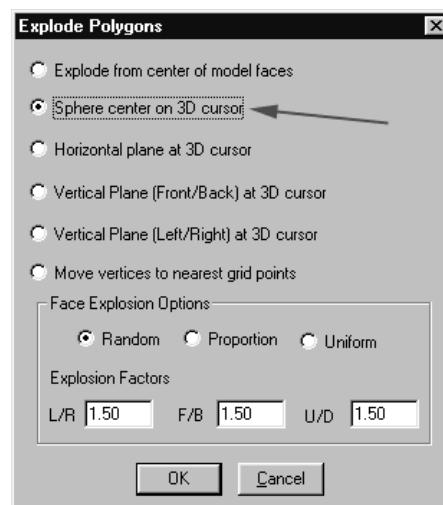 Explode Polygons
Explode from center of model faces
Sphere center on 3D cursor
Horizontal plane at 3D cursor
Vertical Plane (Front/Back) at 3D cursor
Vertical Plane (Left/Right) at 3D cursor
Move vertices to nearest grid points
Face Explosion Options
Random Proportion Uniform
Explosion Factors
L/R 1.50 F/B 1.50 U/D 1.50
OK Cancel